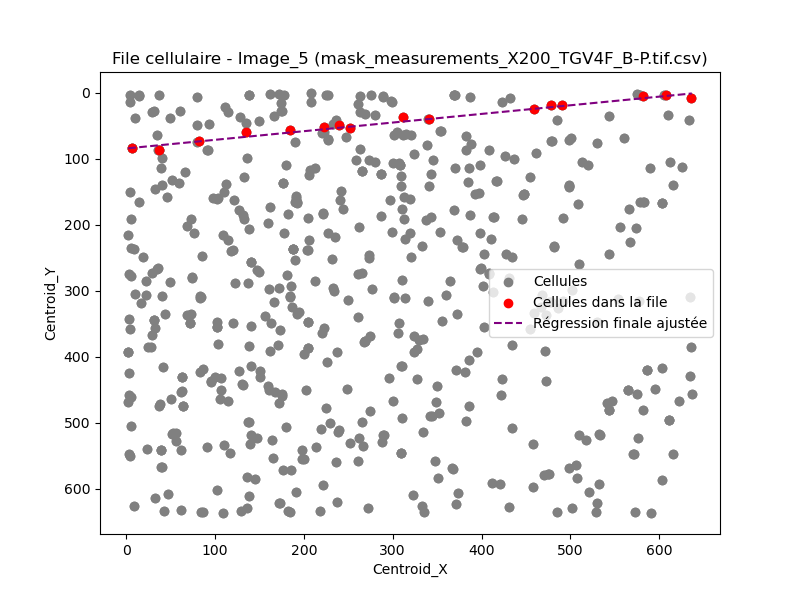 File cellulaire - Image_5 (mask_measurements_X200_TGV4F_B-P.tif.csv)
Centroid_Y
0
100
200
300
400
500
600
Cellules
Cellules dans la file
Régression finale ajustée
0
100
200
300
400
500
600
Centroid_X